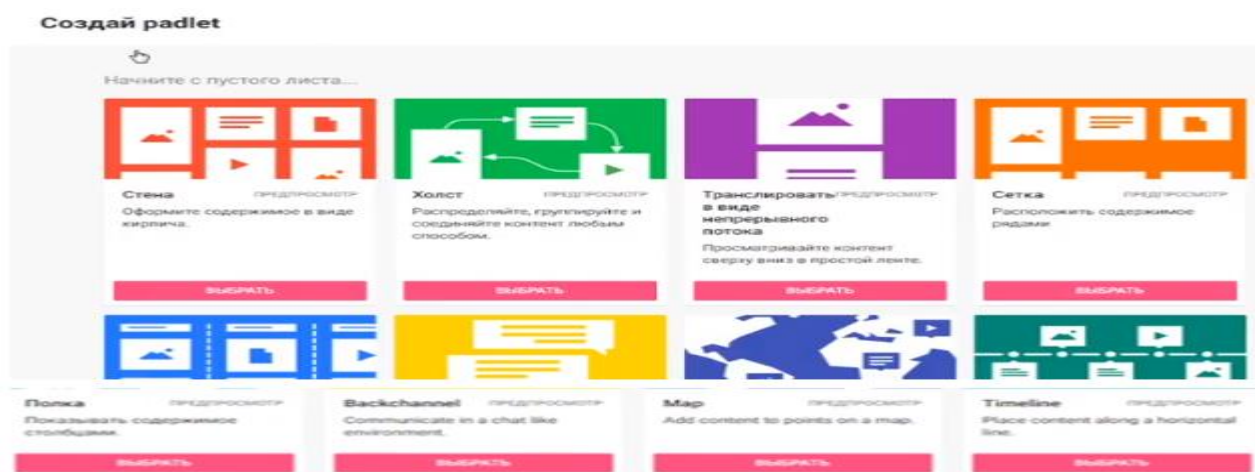 Создай padlet
Начните с пустого листа...
Стена ПРЕДПРОСМОТР
Оформите содержимое в виде
кирпича.
ВЫБРАТЬ
Холст ПРЕДПРОСМОТР
Распределяйте, группируйте и
соединяйте контент любым
способом.
ВЫБРАТЬ
Транслировать ПРЕДПРОСМОТР
в виде
непрерывного
потока
Просматривайте контент
сверху вниз в простой ленте.
ВЫБРАТЬ
Сетка ПРЕДПРОСМОТР
Расположить содержимое
рядами
ВЫБРАТЬ
Полка ПРЕДПРОСМОТР
Показывать содержимое
столбцами.
ВЫБРАТЬ
Backchannel ПРЕДПРОСМОТР
Communicate in a chat like
environment.
ВЫБРАТЬ
Map ПРЕДПРОСМОТР
Add content to points on a map.
ВЫБРАТЬ
Timeline ПРЕДПРОСМОТР
Place content along a horizontal
line.
ВЫБРАТЬ